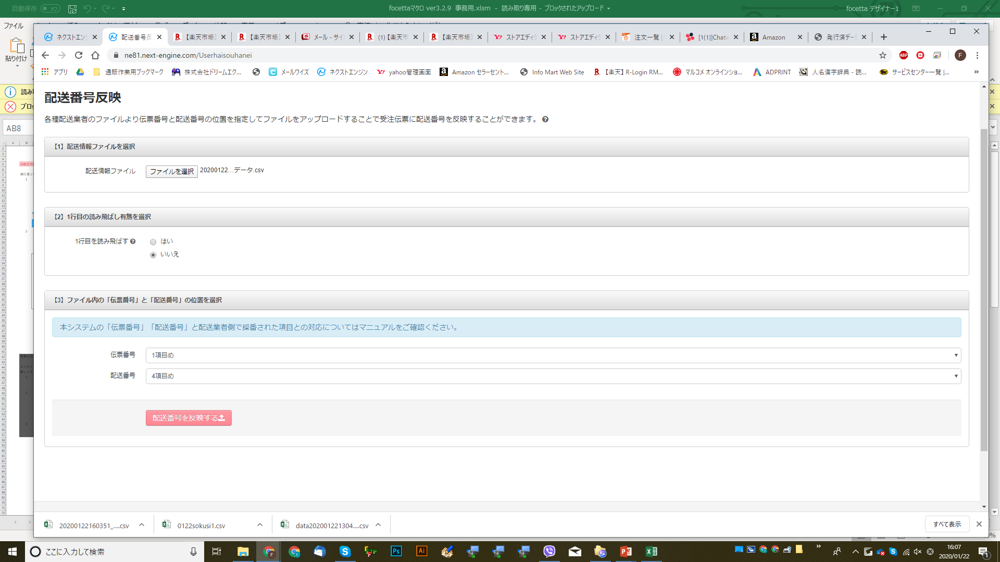 自動保存 オフ
focettaマクロ ver3.2.9 事務用.xlsm - 読み取り専用 - ブロックされたアップロード
focetta デザイナー1
ファイル
貼り付け
AB8
ネクストエン
配送番号反
【楽天市場】
【楽天市場】
メール - サイ
(1)【楽天市
【楽天市場】
ストアエディタ
ストアエディタ
注文一覧 |
[1(1)]Chatw
Amazon
発行済デー
ne81.next-engine.com/Userhaisouhanei
ABP
F
アプリ
通販作業用ブックマーク
株式会社ドリームエク...
メールワイズ
ネクストエンジン
yahoo管理画面
Amazon セラーセント...
Info Mart Web Site
【楽天】R-Login RM...
マルコメ オンラインショ...
ADPRINT
人名漢字辞典 - 読...
サービスセンター一覧 |...
»
配送番号反映
各種配送業者のファイルより伝票番号と配送番号の位置を指定してファイルをアップロードすることで受注伝票に配送番号を反映することができます。
【1】配送情報ファイルを選択
配送情報ファイル ファイルを選択 20200122...データ.csv
【2】1行目の読み飛ばし有無を選択
1行目を読み飛ばす はい
いいえ
【3】ファイル内の「伝票番号」と「配送番号」の位置を選択
本システムの「伝票番号」「配送番号」と配送業者側で採番された項目との対応についてはマニュアルをご確認ください。
伝票番号 1項目め
配送番号 4項目め
配送番号を反映する
20200122160351_....csv
0122sokusi1.csv
data202001221304....csv
すべて表示
ここに入力して検索
16:07
2020/01/22